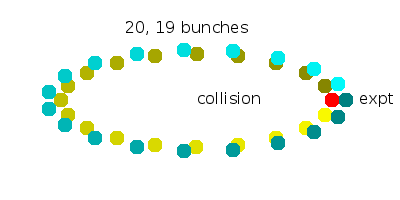 20, 19 bunches
collision
expt